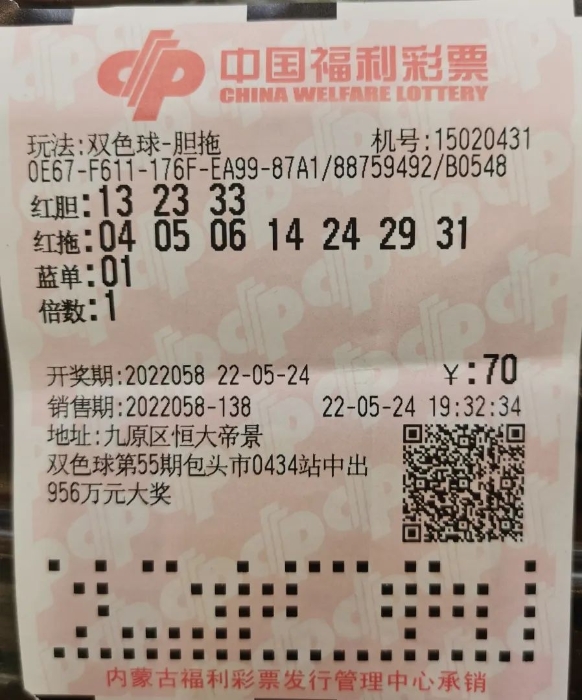 中国福利彩票
CHINA WELFARE LOTTERY
玩法:双色球-胆拖 机号:15020431
0E67-F611-176F-EA99-87A1/88759492/B0548
红胆:13 23 33
红拖:04 05 06 14 24 29 31
蓝单:01
倍数:1
开奖期:2022058 22-05-24 ¥:70
销售期:2022058-138 22-05-24 19:32:34
地址:九原区恒大帝景
双色球第55期包头市0434站中出
956万元大奖
内蒙古福利彩票发行管理中心承销